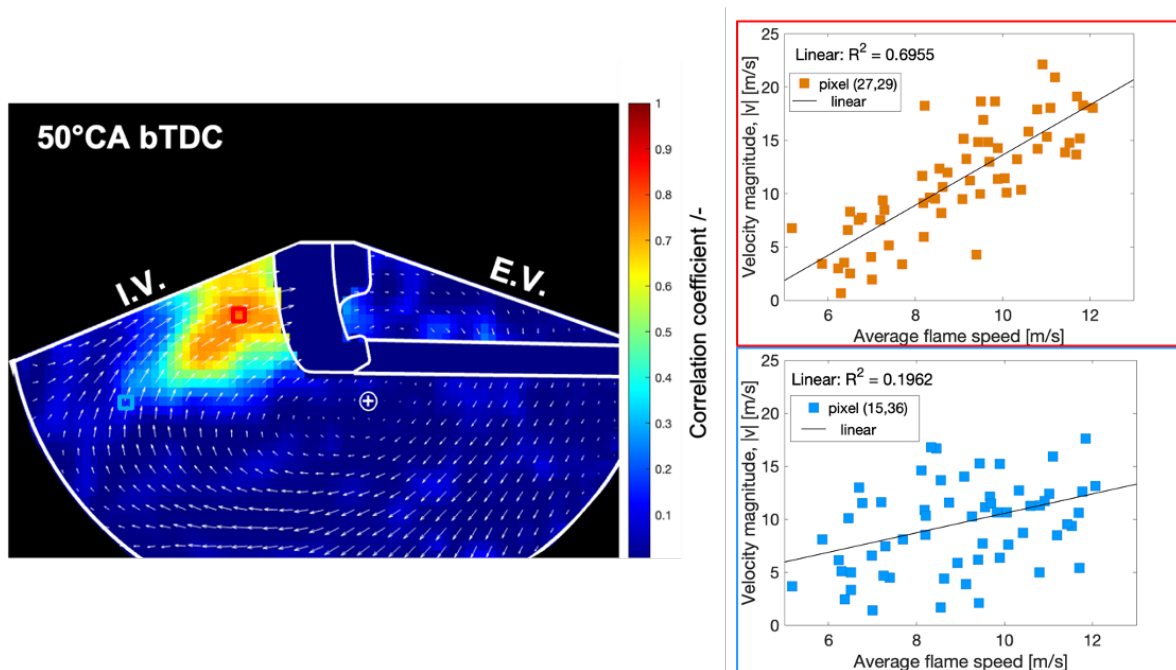 50°CA bTDC
I.V.
E.V.
1
0.9
0.8
0.7
0.6
0.5
0.4
0.3
0.2
0.1
Correlation coefficient /-
25
20
15
10
5
0
Velocity magnitude, |v| [m/s]
Linear: R² = 0.6955
pixel (27,29)
linear
6 8 10 12
Average flame speed [m/s]
25
20
15
10
5
0
Velocity magnitude, |v| [m/s]
Linear: R² = 0.1962
pixel (15,36)
linear
6 8 10 12
Average flame speed [m/s]